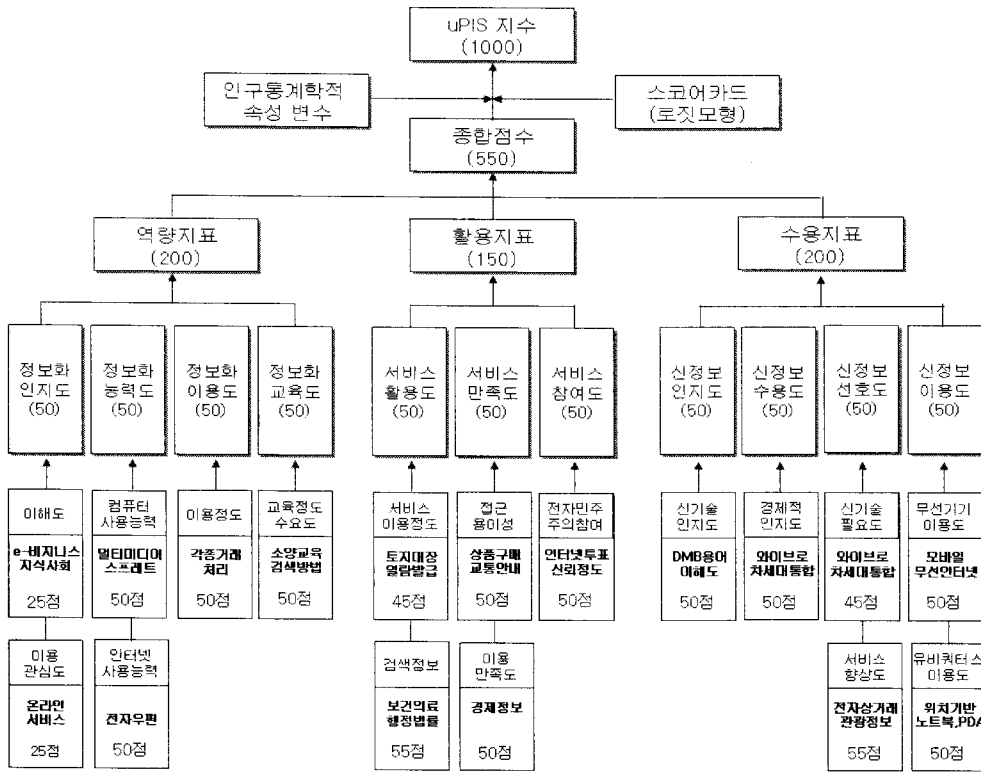 uPIS 지수
(1000)
인구통계학적
속성 변수
스코어카드
(로짓모형)
종합점수
(550)
역량지표
(200)
활용지표
(150)
수용지표
(200)
정보화
인지도
(50)
정보화
능력도
(50)
정보화
이용도
(50)
정보화
교육도
(50)
서비스
활용도
(50)
서비스
만족도
(50)
서비스
참여도
(50)
신정보
인지도
(50)
신정보
수용도
(50)
신정보
선호도
(50)
신정보
이용도
(50)
이해도
e-비지니스
지식사회
25점
컴퓨터
사용능력
멀티미디어
스프레트
50점
이용정도
각종거래
처리
50점
교육정도
수요도
소양교육
검색방법
50점
서비스
이용정도
토지대장
열람발급
45점
접근
용이성
상품구매
교통안내
50점
전자민주
주의참여
인터넷투표
신뢰정도
50점
신기술
인지도
DMB용어
이해도
50점
경제적
인지도
와이브로
차세대통합
50점
신기술
필요도
와이브로
차세대통합
45점
무선기기
이용도
모바일
무선인터넷
50점
이용
관심도
온라인
서비스
25점
인터넷
사용능력
전자우편
50점
검색정보
보건의료
행정법률
55점
이용
만족도
경제정보
50점
서비스
향상도
전자상거래
관광정보
55점
유비쿼터스
이용도
위치기반
노트북,PDA
50점